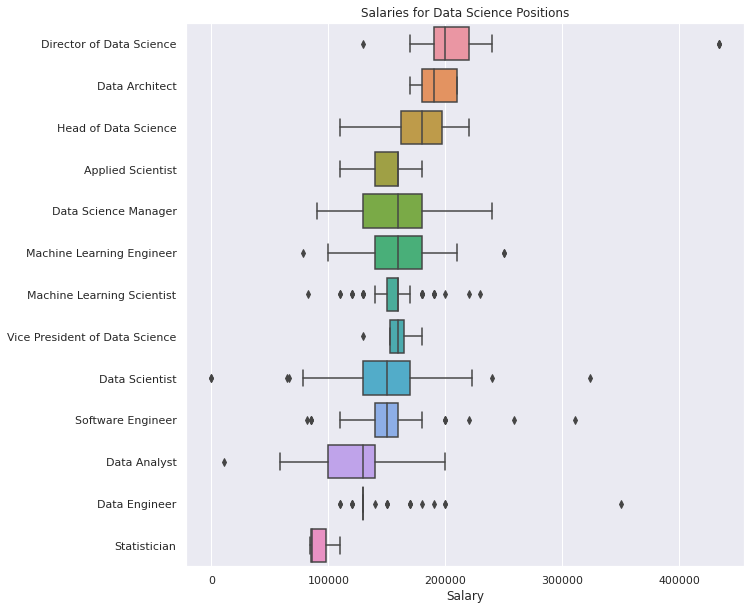 Salaries for Data Science Positions
Director of Data Science
Data Architect
Head of Data Science
Applied Scientist
Data Science Manager
Machine Learning Engineer
Machine Learning Scientist
Vice President of Data Science
Data Scientist
Software Engineer
Data Analyst
Data Engineer
Statistician
0 100000 200000 300000 400000
Salary